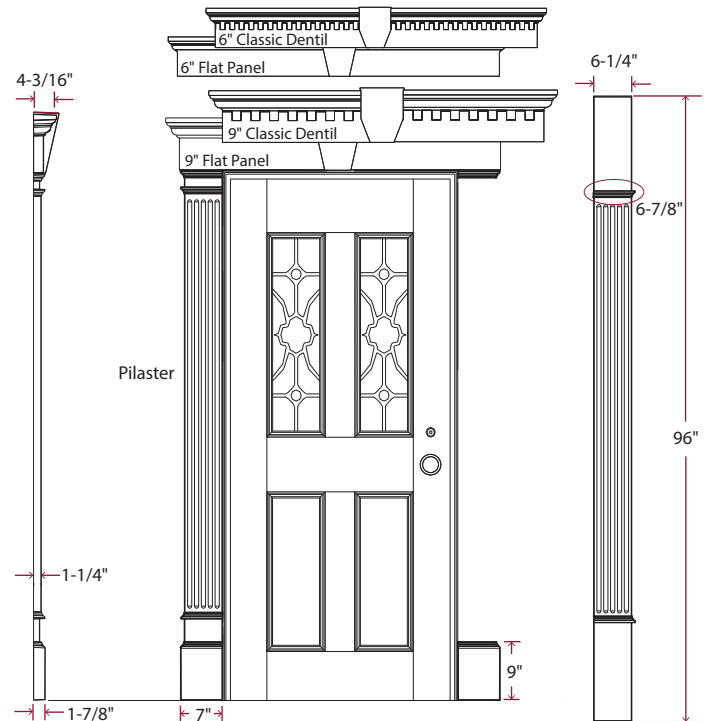 6" Classic Dentil
6" Flat Panel
4-3/16"
6-1/4"
9" Classic Dentil
9" Flat Panel
6-7/8"
Pilaster
96"
1-1/4"
9"
1-7/8"
7"